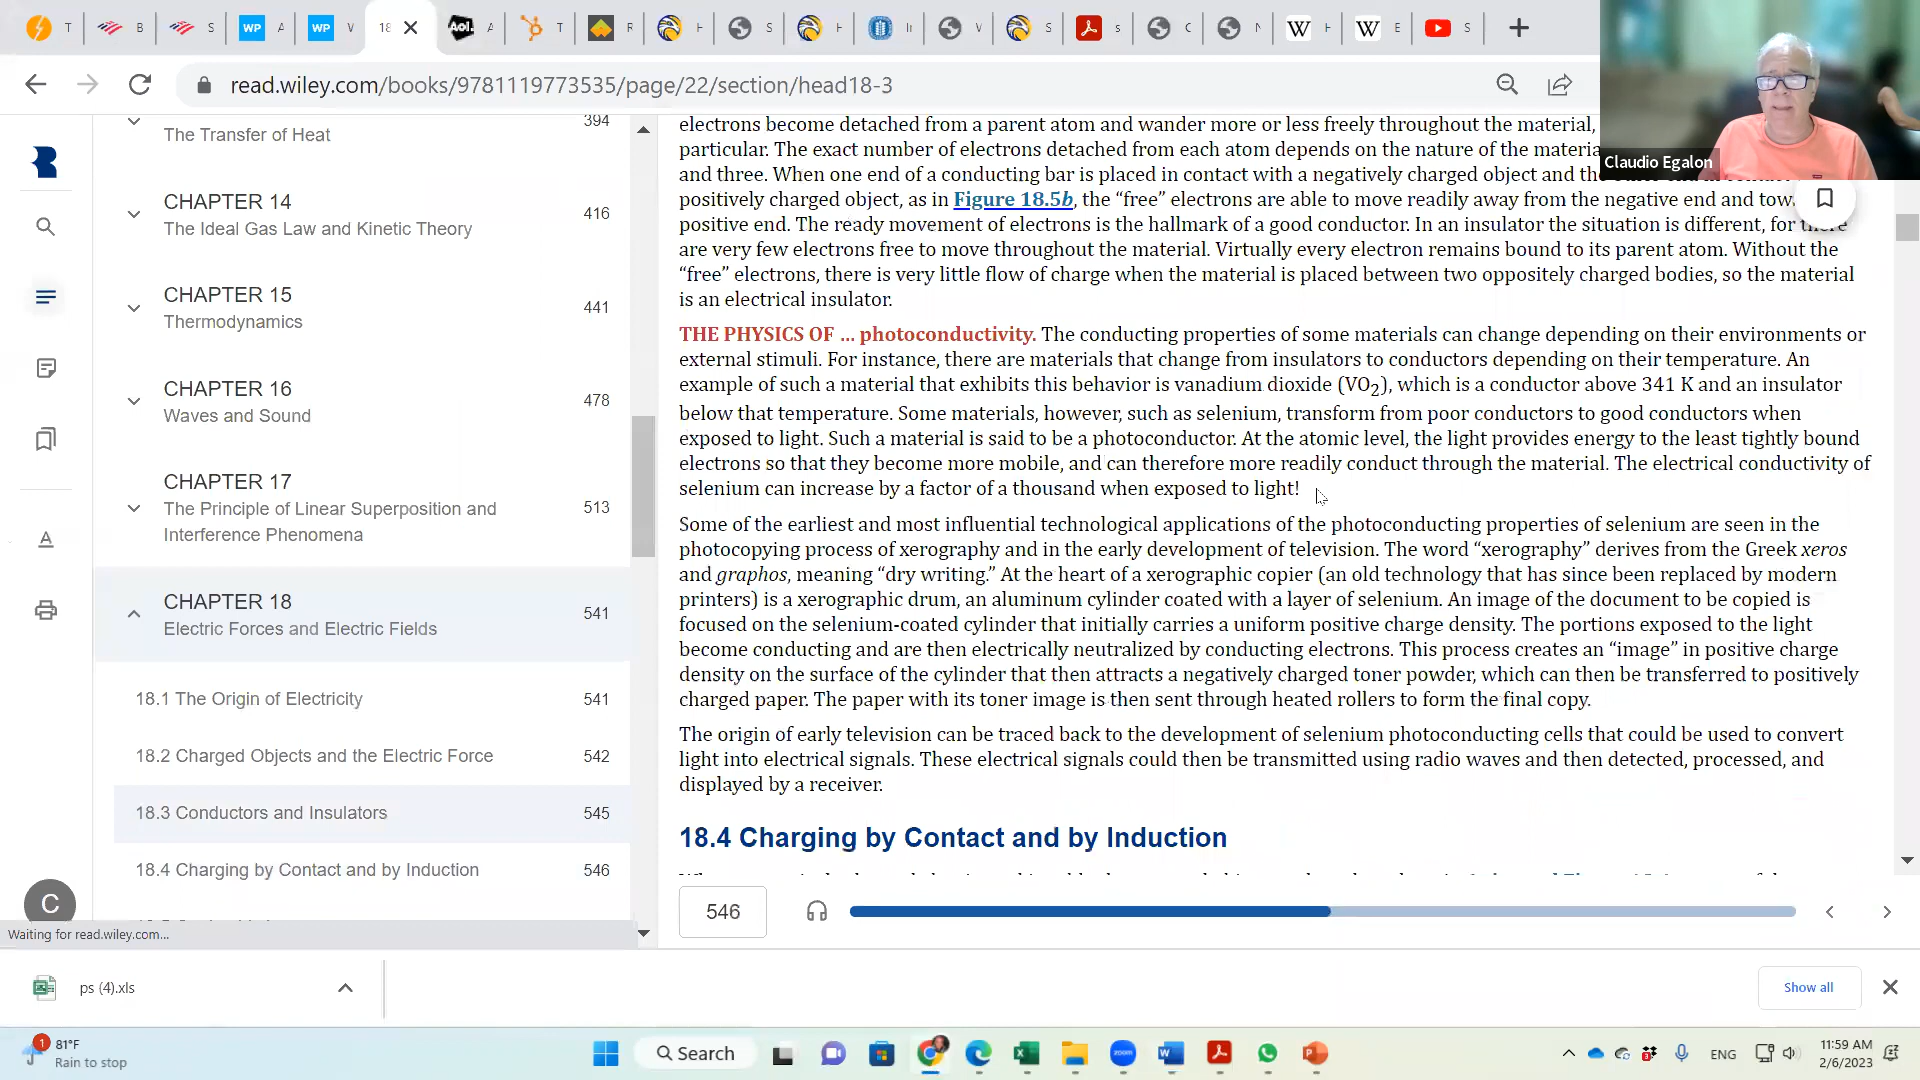 T
B
S
WP
A
WP
V
18
Aol.
A
T
R
H
S
H
Ir
V
S
s
C
N
W
H
W
E
S
read.wiley.com/books/9781119773535/page/22/section/head18-3
Claudio Egalon
The Transfer of Heat
394
CHAPTER 14
The Ideal Gas Law and Kinetic Theory
416
CHAPTER 15
Thermodynamics
441
CHAPTER 16
Waves and Sound
478
CHAPTER 17
The Principle of Linear Superposition and
Interference Phenomena
513
CHAPTER 18
Electric Forces and Electric Fields
541
18.1 The Origin of Electricity
541
18.2 Charged Objects and the Electric Force
542
18.3 Conductors and Insulators
545
18.4 Charging by Contact and by Induction
546
C
Waiting for read.wiley.com...
electrons become detached from a parent atom and wander more or less freely throughout the material,
particular. The exact number of electrons detached from each atom depends on the nature of the materia
and three. When one end of a conducting bar is placed in contact with a negatively charged object and the
positively charged object, as in Figure 18.5b, the “free” electrons are able to move readily away from the negative end and tow
positive end. The ready movement of electrons is the hallmark of a good conductor. In an insulator the situation is different, for there
are very few electrons free to move throughout the material. Virtually every electron remains bound to its parent atom. Without the
“free” electrons, there is very little flow of charge when the material is placed between two oppositely charged bodies, so the material
is an electrical insulator.
THE PHYSICS OF ... photoconductivity. The conducting properties of some materials can change depending on their environments or
external stimuli. For instance, there are materials that change from insulators to conductors depending on their temperature. An
example of such a material that exhibits this behavior is vanadium dioxide (VO2), which is a conductor above 341 K and an insulator
below that temperature. Some materials, however, such as selenium, transform from poor conductors to good conductors when
exposed to light. Such a material is said to be a photoconductor. At the atomic level, the light provides energy to the least tightly bound
electrons so that they become more mobile, and can therefore more readily conduct through the material. The electrical conductivity of
selenium can increase by a factor of a thousand when exposed to light!
Some of the earliest and most influential technological applications of the photoconducting properties of selenium are seen in the
photocopying process of xerography and in the early development of television. The word “xerography” derives from the Greek xeros
and graphos, meaning “dry writing.” At the heart of a xerographic copier (an old technology that has since been replaced by modern
printers) is a xerographic drum, an aluminum cylinder coated with a layer of selenium. An image of the document to be copied is
focused on the selenium-coated cylinder that initially carries a uniform positive charge density. The portions exposed to the light
become conducting and are then electrically neutralized by conducting electrons. This process creates an “image” in positive charge
density on the surface of the cylinder that then attracts a negatively charged toner powder, which can then be transferred to positively
charged paper. The paper with its toner image is then sent through heated rollers to form the final copy.
The origin of early television can be traced back to the development of selenium photoconducting cells that could be used to convert
light into electrical signals. These electrical signals could then be transmitted using radio waves and then detected, processed, and
displayed by a receiver.
18.4 Charging by Contact and by Induction
546
ps (4).xls
Show all
1
81°F
Rain to stop
Search
zoom
3
ENG
11:59 AM
2/6/2023